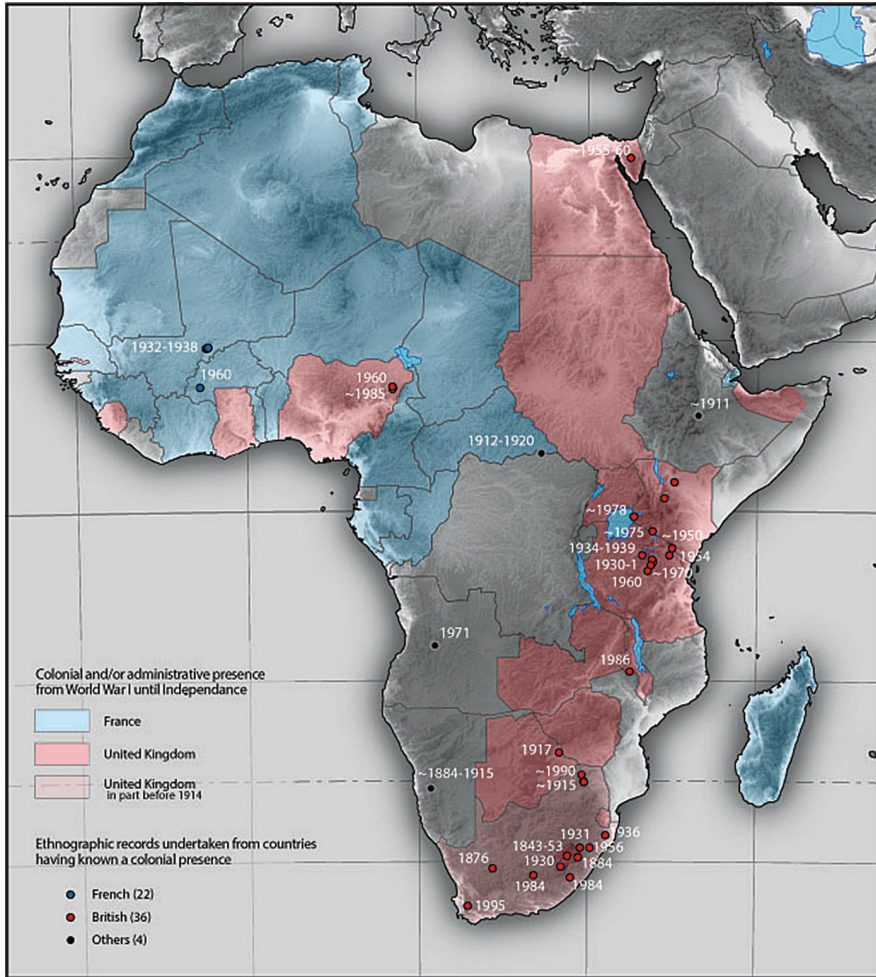 ~1955-60
1932-1938
1960
1960
~1985
~1911
1912-1920
~1978
~1975
~1950
1934-1939
1954
1930-1
~1970
1960
1971
1986
Colonial and/or administrative presence
from World War I until Independance
France
United Kingdom
United Kingdom
in part before 1914
1917
~1990
~1884-1915
~1915
1936
1931
1843-53
1956
1876
1930
1884
1984
1984
1995
Ethnographic records undertaken from countries
having known a colonial presence
French (22)
British (36)
Others (4)